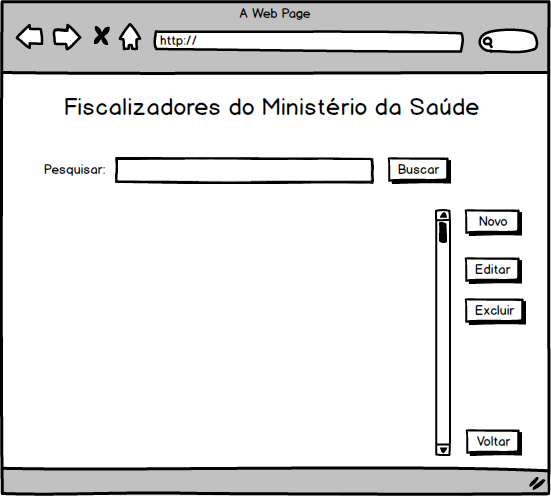 A Web Page
http://
Fiscalizadores do Ministério da Saúde
Pesquisar:
Buscar
Novo
Editar
Excluir
Voltar